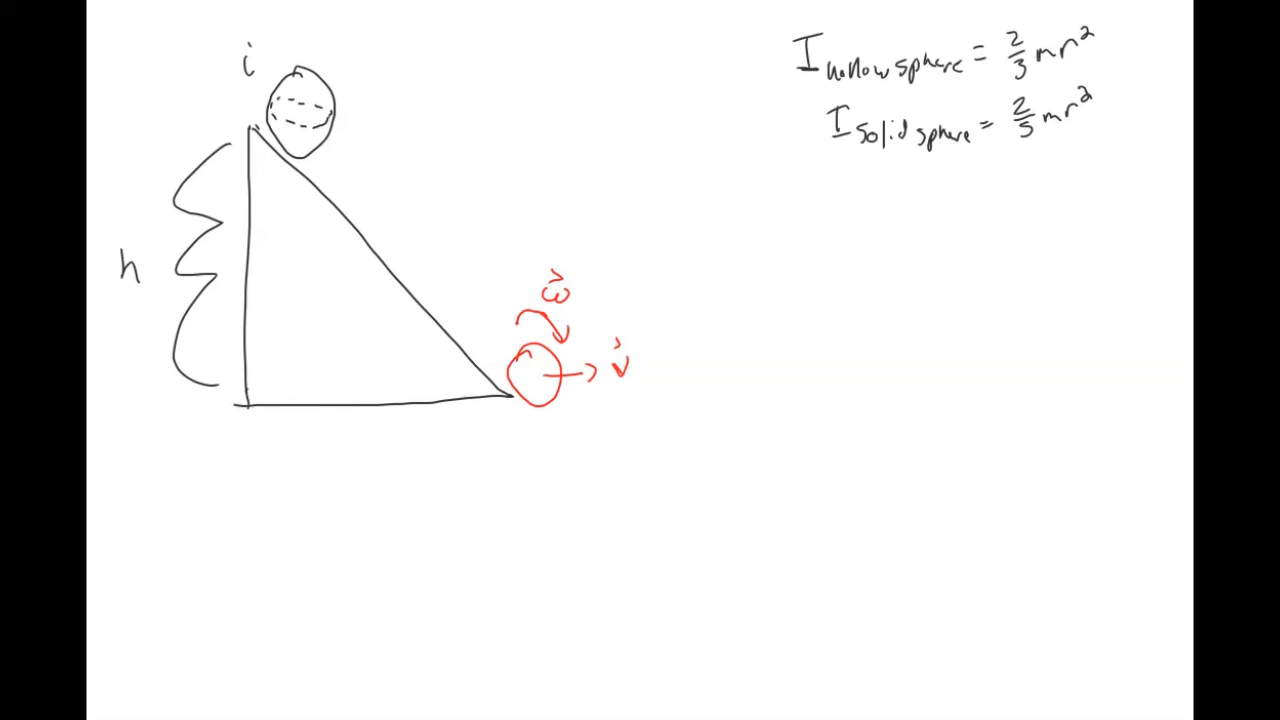 i
I hollow sphere = 2/3 mr²
I solid sphere = 2/5 mr²
h
ω⃗
v⃗